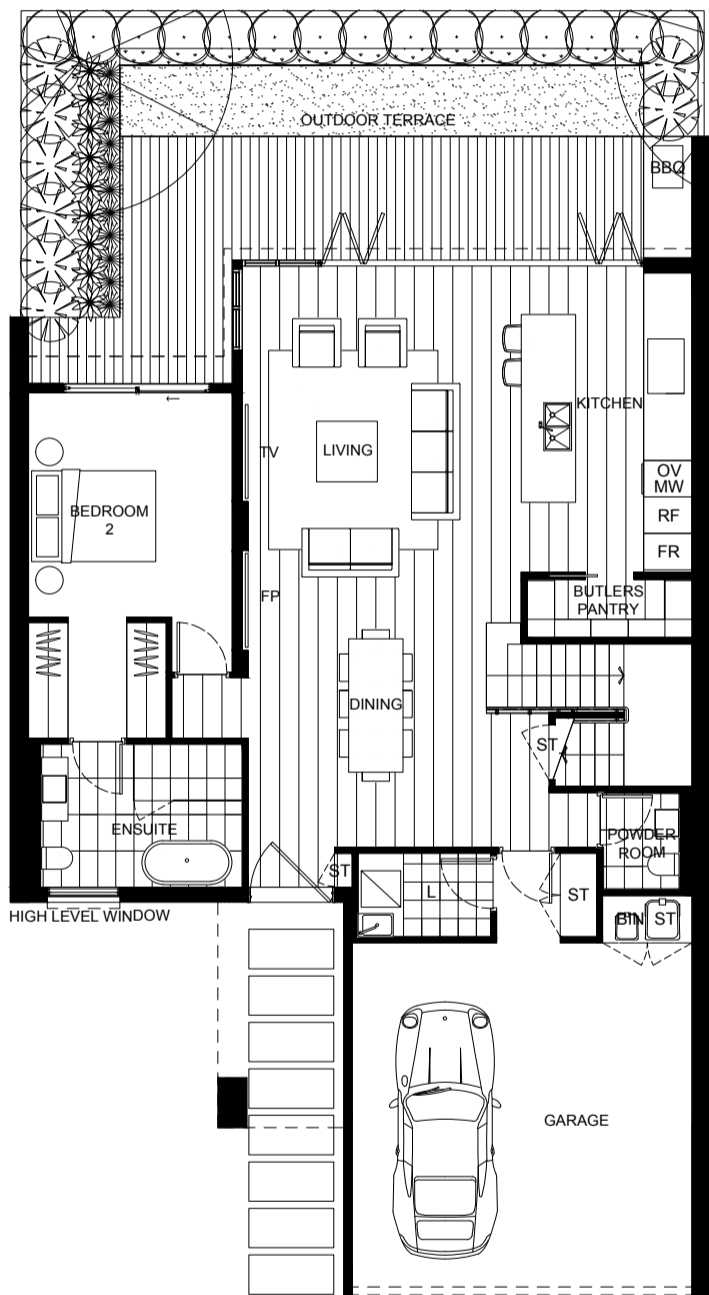 OUTDOOR TERRACE
BBQ
KITCHEN
TV
LIVING
OV
MW
BEDROOM
2
RF
FR
FP
BUTLERS
PANTRY
DINING
ST
ENSUITE
POWDER
ROOM
ST
L
ST
HIGH LEVEL WINDOW
BIN
ST
GARAGE